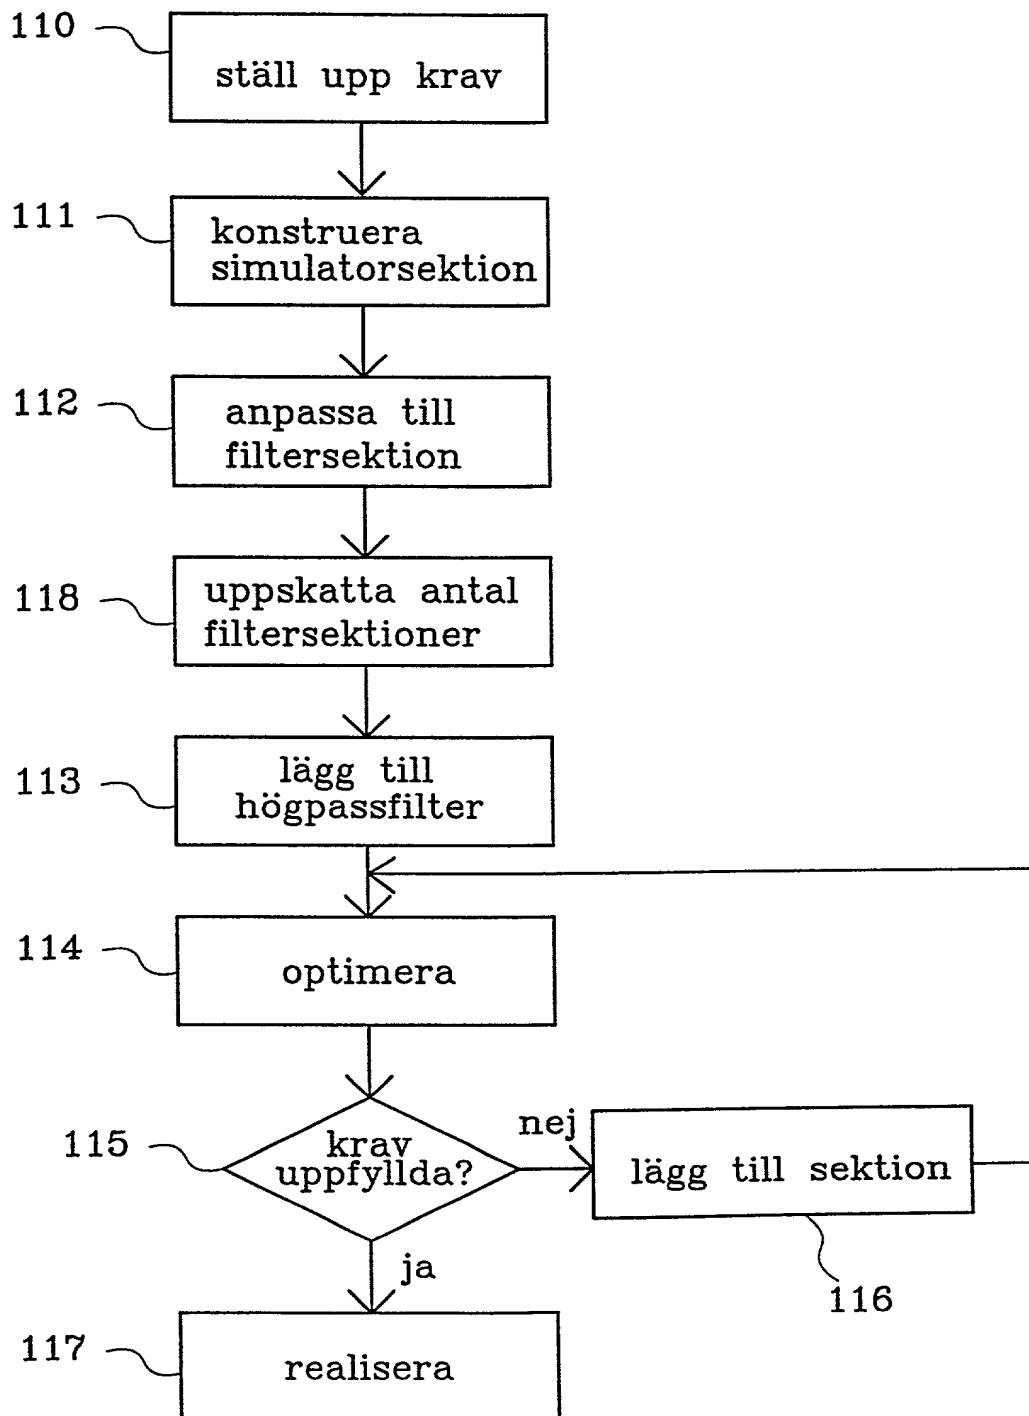 110
ställ upp krav
111
konstruera
simulatorsektion
112
anpassa till
filtersektion
118
uppskatta antal
filtersektioner
113
lägg till
högpassfilter
114
optimera
115
krav
uppfyllda?
nej
lägg till sektion
116
ja
117
realisera